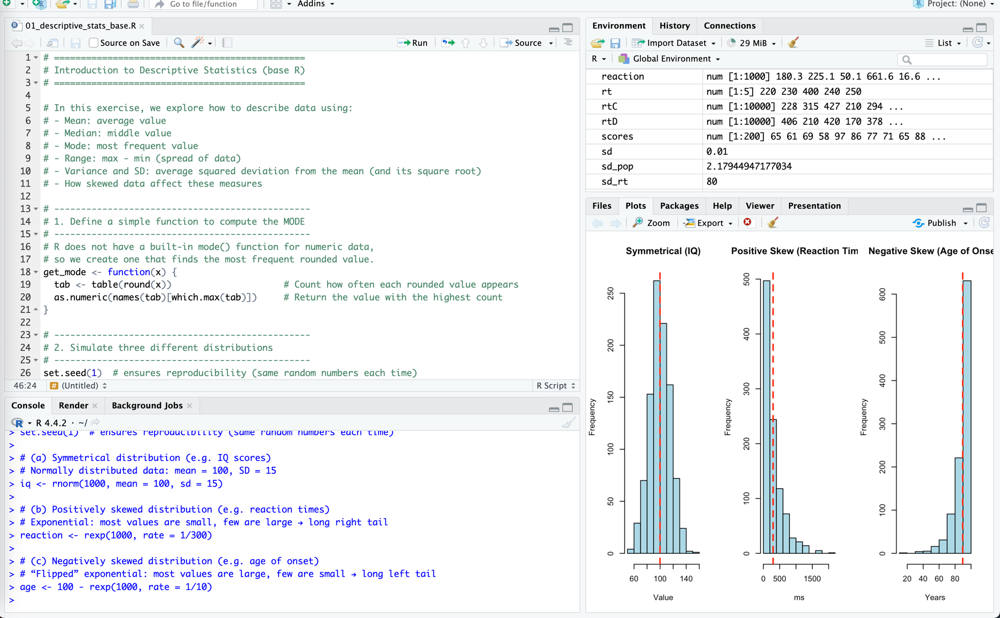 Go to file/function
Addins
Project: (None)
01_descriptive_stats_base.R
Source on Save
Run
Source
1 # ===============================================
2 # Introduction to Descriptive Statistics (base R)
3 # ===============================================
4
5 # In this exercise, we explore how to describe data using:
6 # - Mean: average value
7 # - Median: middle value
8 # - Mode: most frequent value
9 # - Range: max - min (spread of data)
10 # - Variance and SD: average squared deviation from the mean (and its square root)
11 # - How skewed data affect these measures
12
13 # ------------------------------------------------
14 # 1. Define a simple function to compute the MODE
15 # ------------------------------------------------
16 # R does not have a built-in mode() function for numeric data,
17 # so we create one that finds the most frequent rounded value.
18 get_mode <- function(x) {
19   tab <- table(round(x))                     # Count how often each rounded value appears
20   as.numeric(names(tab)[which.max(tab)])     # Return the value with the highest count
21 }
22
23 # ------------------------------------------------
24 # 2. Simulate three different distributions
25 # ------------------------------------------------
26 set.seed(1)  # ensures reproducibility (same random numbers each time)
46:24
# (Untitled)
R Script
Console
Render
Background Jobs
R 4.4.2 · ~/
> set.seed(1)  # ensures reproducibility (same random numbers each time)
>
> # (a) Symmetrical distribution (e.g. IQ scores)
> # Normally distributed data: mean = 100, SD = 15
> iq <- rnorm(1000, mean = 100, sd = 15)
>
> # (b) Positively skewed distribution (e.g. reaction times)
> # Exponential: most values are small, few are large → long right tail
> reaction <- rexp(1000, rate = 1/300)
>
> # (c) Negatively skewed distribution (e.g. age of onset)
> # “Flipped” exponential: most values are large, few are small → long left tail
> age <- 100 - rexp(1000, rate = 1/10)
>
Environment
History
Connections
Import Dataset
29 MiB
List
R
Global Environment
reaction num [1:1000] 180.3 225.1 50.1 661.6 16.6 ...
rt num [1:5] 220 230 400 240 250
rtC num [1:10000] 228 315 427 210 294 ...
rtD num [1:10000] 406 210 420 170 378 ...
scores num [1:200] 65 61 69 58 97 86 77 71 65 88 ...
sd 0.01
sd_pop 2.17944947177034
sd_rt 80
Files
Plots
Packages
Help
Viewer
Presentation
Zoom
Export
Publish
Symmetrical (IQ)
Frequency
0 50 100 150 200 250
60 100 140
Value
Positive Skew (Reaction Tim
Frequency
0 100 200 300 400 500
0 500 1500
ms
Negative Skew (Age of Onse
Frequency
0 100 200 300 400 500 600
20 40 60 80
Years